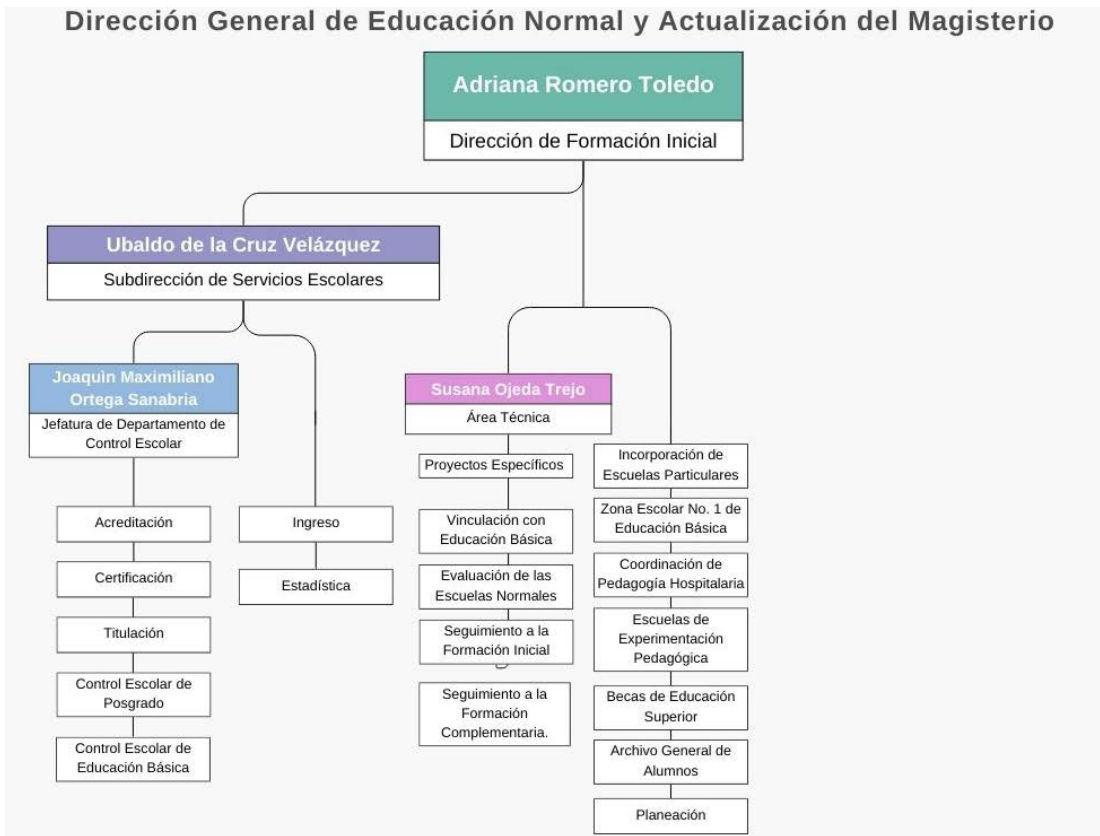 Dirección General de Educación Normal y Actualización del Magisterio
Adriana Romero Toledo
Dirección de Formación Inicial
Ubaldo de la Cruz Velázquez
Subdirección de Servicios Escolares
Joaquìn Maximiliano
Ortega Sanabria
Jefatura de Departamento de
Control Escolar
Acreditación
Certificación
Titulación
Control Escolar de
Posgrado
Control Escolar de
Educación Básica
Ingreso
Estadística
Susana Ojeda Trejo
Área Técnica
Proyectos Específicos
Vinculación con
Educación Básica
Evaluación de las
Escuelas Normales
Seguimiento a la
Formación Inicial
Seguimiento a la
Formación
Complementaria.
Incorporación de
Escuelas Particulares
Zona Escolar No. 1 de
Educación Básica
Coordinación de
Pedagogía Hospitalaria
Escuelas de
Experimentación
Pedagógica
Becas de Educación
Superior
Archivo General de
Alumnos
Planeación